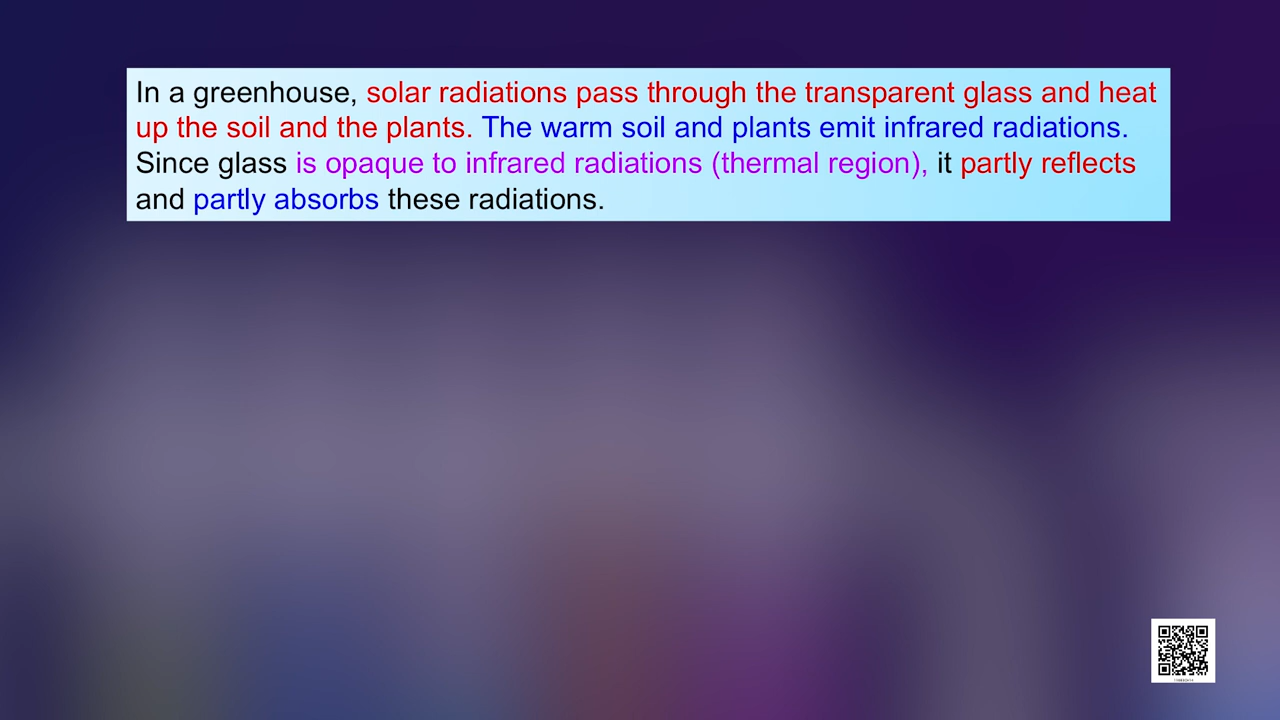 In a greenhouse, solar radiations pass through the transparent glass and heat
up the soil and the plants. The warm soil and plants emit infrared radiations.
Since glass is opaque to infrared radiations (thermal region), it partly reflects
and partly absorbs these radiations.